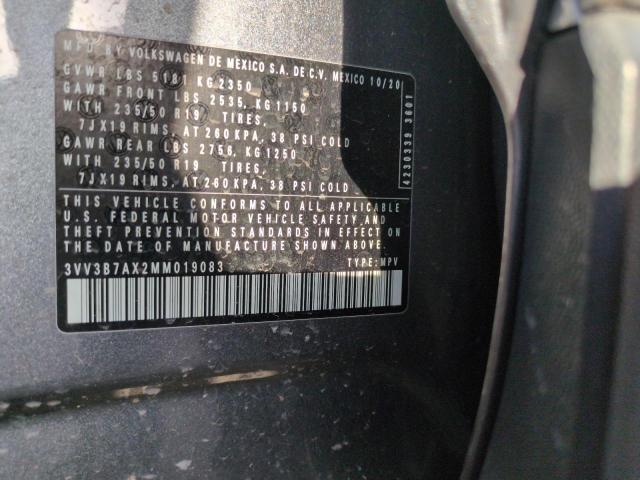 MFD BY VOLKSWAGEN DE MEXICO S.A. DE C.V. MEXICO 10/20
GVWR LBS 5181 KG 2350
GAWR FRONT LBS. 2535, KG 1150
WITH 235/50 R19 TIRES,
7JX19 RIMS, AT 260 KPA, 38 PSI COLD
GAWR REAR LBS 2756, KG 1250
WITH 235/50 R19 TIRES,
7JX19 RIMS, AT 260 KPA, 38 PSI COLD
THIS VEHICLE CONFORMS TO ALL APPLICABLE
U.S. FEDERAL MOTOR VEHICLE SAFETY, AND
THEFT PREVENTION STANDARDS IN EFFECT ON
THE DATE OF MANUFACTURE SHOWN ABOVE.
3VV3B7AX2MM019083 TYPE: MPV
4230339 3601